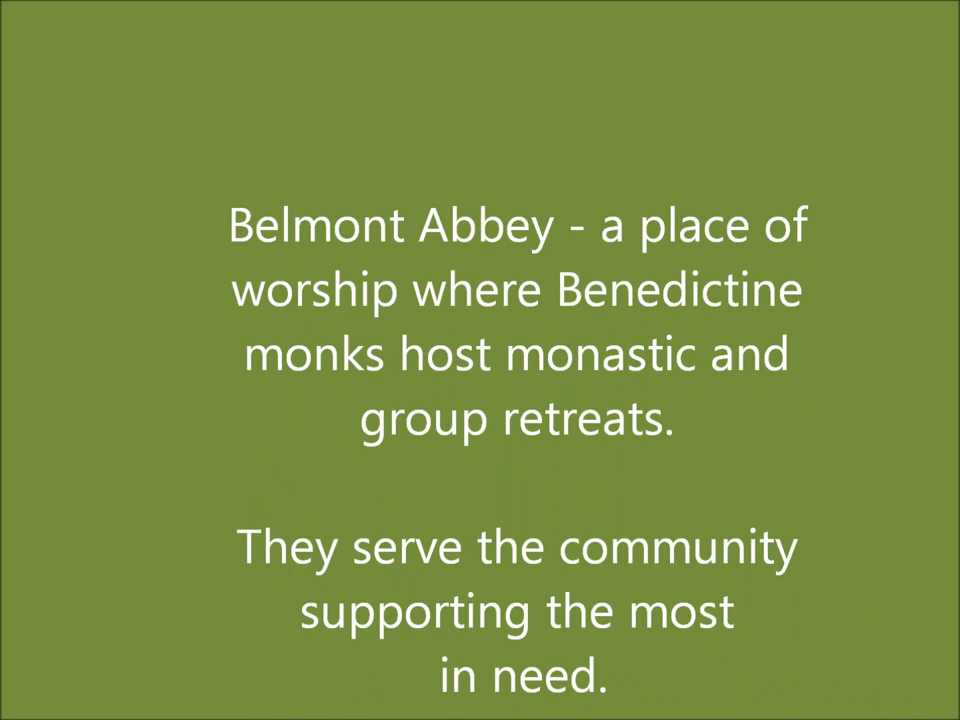 Belmont Abbey - a place of
worship where Benedictine
monks host monastic and
group retreats.
They serve the community
supporting the most
in need.